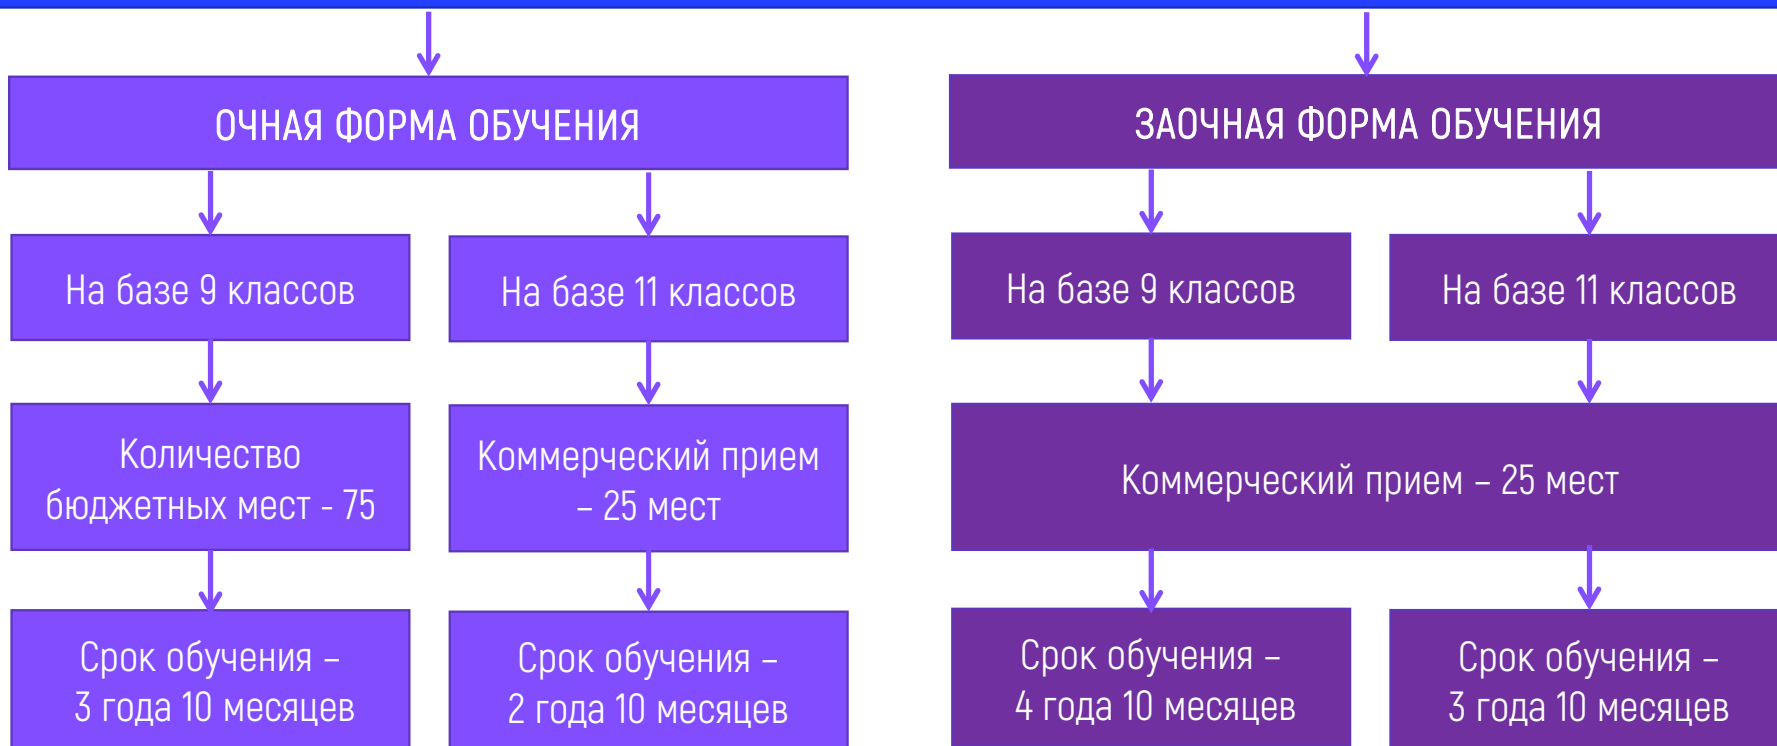 ОЧНАЯ ФОРМА ОБУЧЕНИЯ
ЗАОЧНАЯ ФОРМА ОБУЧЕНИЯ
На базе 9 классов
На базе 11 классов
На базе 9 классов
На базе 11 классов
Количество
бюджетных мест - 75
Коммерческий прием
– 25 мест
Коммерческий прием – 25 мест
Срок обучения –
3 года 10 месяцев
Срок обучения –
2 года 10 месяцев
Срок обучения –
4 года 10 месяцев
Срок обучения –
3 года 10 месяцев